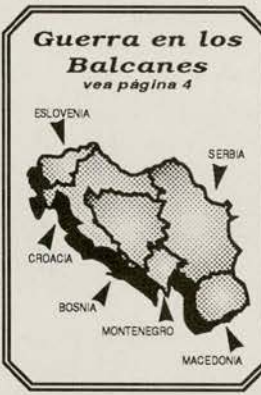 Guerra en los
Balcanes
vea página 4
ESLOVENIA
SERBIA
CROACIA
BOSNIA
MONTENEGRO
MACEDONIA